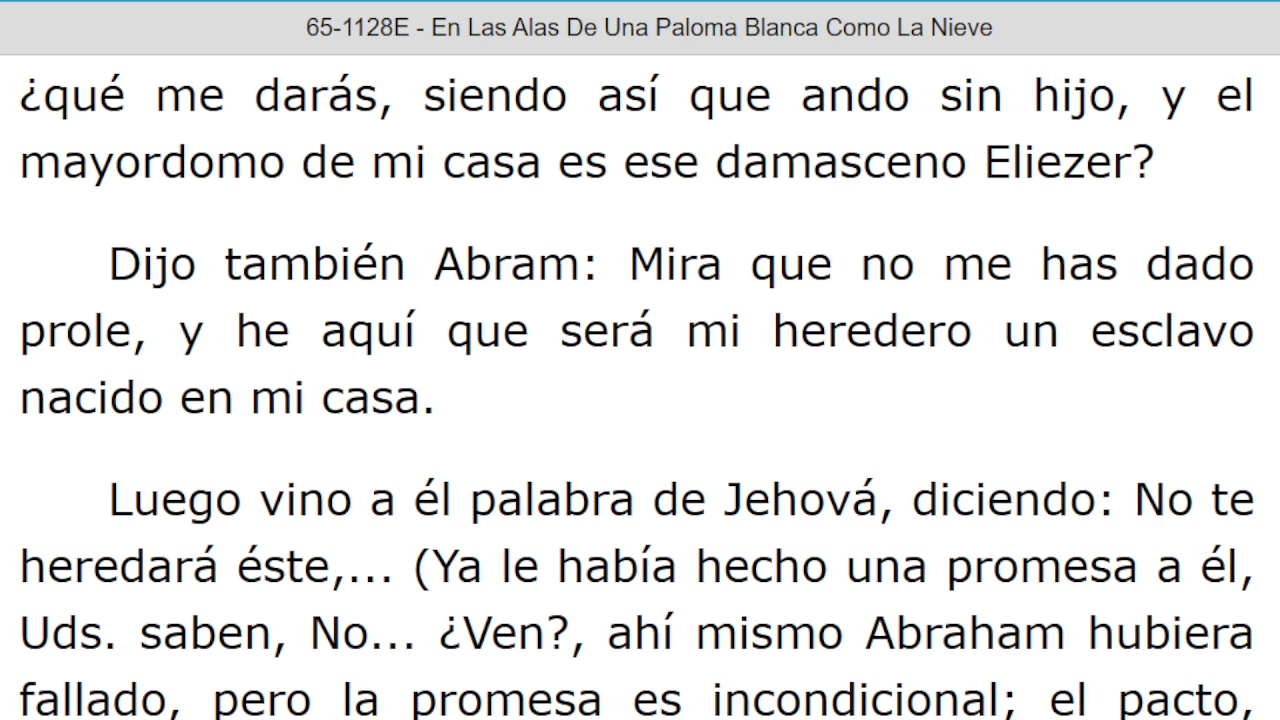 65-1128E - En Las Alas De Una Paloma Blanca Como La Nieve
¿qué me darás, siendo así que ando sin hijo, y el
mayordomo de mi casa es ese damasceno Eliezer?
Dijo también Abram: Mira que no me has dado
prole, y he aquí que será mi heredero un esclavo
nacido en mi casa.
Luego vino a él palabra de Jehová, diciendo: No te
heredará éste,... (Ya le había hecho una promesa a él,
Uds. saben, No... ¿Ven?, ahí mismo Abraham hubiera
fallado, pero la promesa es incondicional; el pacto,